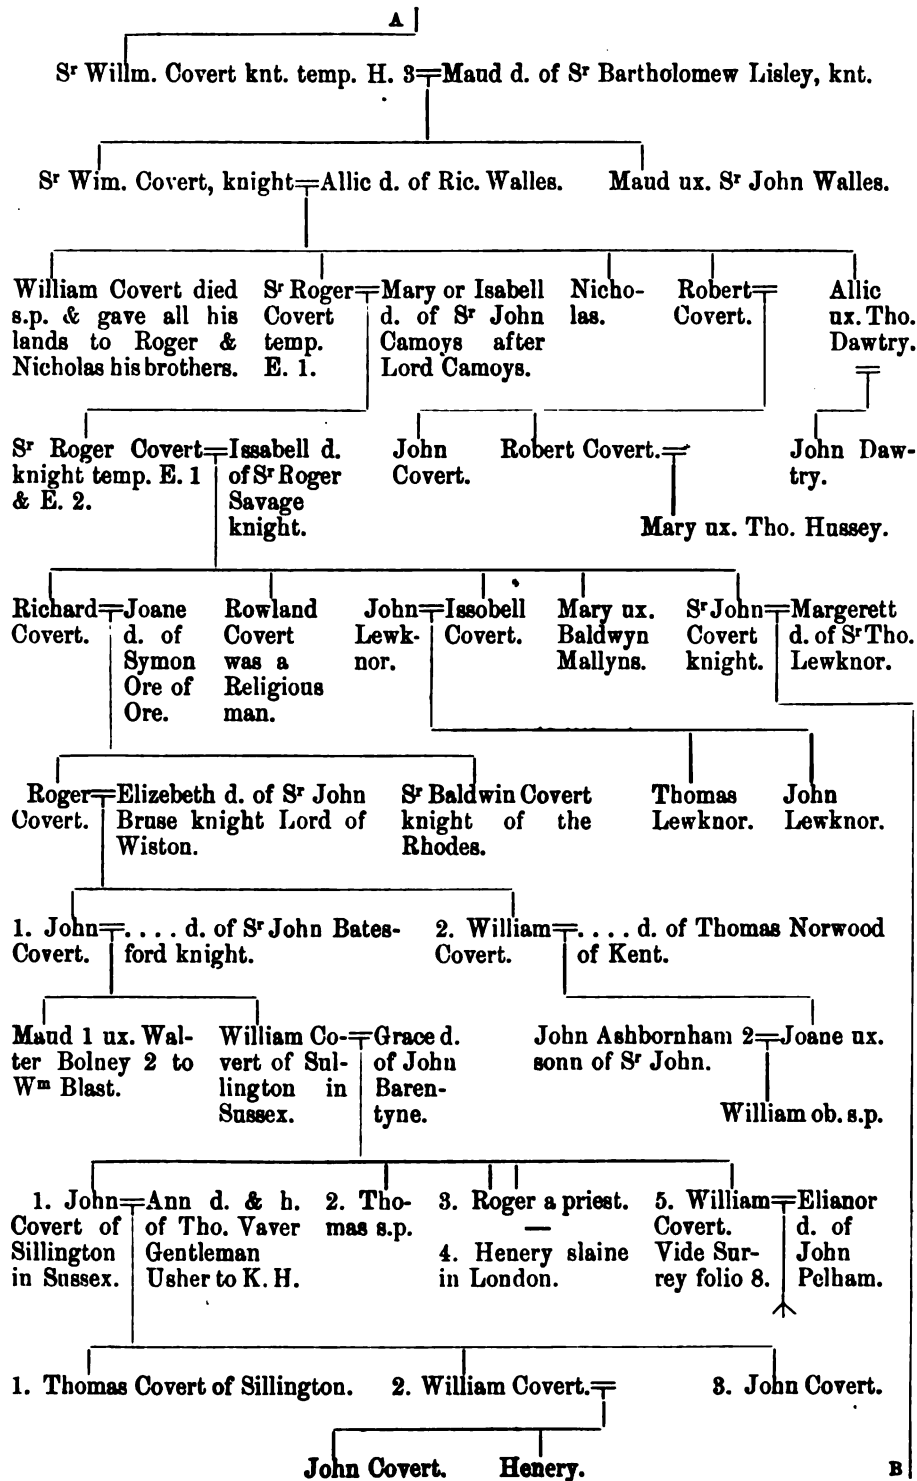 A
Sr Willm. Covert knt. temp. H. 3=Maud d. of Sr Bartholomew Lisley, knt.
Sr Wim. Covert, knight=Allic d. of Ric. Walles.
Maud ux. Sr John Walles.
William Covert died
s.p. & gave all his
lands to Roger &
Nicholas his brothers.
Sr Roger=
Covert
temp.
E. 1.
Mary or Isabell
d. of Sr John
Camoys after
Lord Camoys.
Nicho-
las.
Robert=
Covert.
Allic
ux. Tho.
Dawtry.
=
Sr Roger Covert=
knight temp. E. 1
& E. 2.
Issabell d.
of Sr Roger
Savage
knight.
John
Covert.
Robert Covert.=
John Daw-
try.
Mary ux. Tho. Hussey.
Richard=
Covert.
Joane
d. of
Symon
Ore of
Ore.
Rowland
Covert
was a
Religious
man.
John=
Lewk-
nor.
Issobell
Covert.
Mary ux.
Baldwyn
Mallyns.
Sr John=
Covert
knight.
Margerett
d. of Sr Tho.
Lewknor.
Roger=
Covert.
Elizebeth d. of Sr John
Bruse knight Lord of
Wiston.
Sr Baldwin Covert
knight of the
Rhodes.
Thomas
Lewknor.
John
Lewknor.
1. John=
Covert.
.... d. of Sr John Bates-
ford knight.
2. William=
Covert.
.... d. of Thomas Norwood
of Kent.
Maud 1 ux. Wal-
ter Bolney 2 to
Wm Blast.
William Co-=
vert of Sul-
lington in
Sussex.
Grace d.
of John
Baren-
tyne.
John Ashbornham 2=
sonn of Sr John.
Joane ux.
William ob. s.p.
1. John=
Covert of
Sillington
in Sussex.
Ann d. & h.
of Tho. Vaver
Gentleman
Usher to K. H.
2. Tho-
mas s.p.
3. Roger a priest.
—
4. Henery slaine
in London.
5. William=
Covert.
Vide Sur-
rey folio 8.
Elianor
d. of
John
Pelham.
1. Thomas Covert of Sillington.
2. William Covert.=
3. John Covert.
John Covert.
Henery.
B